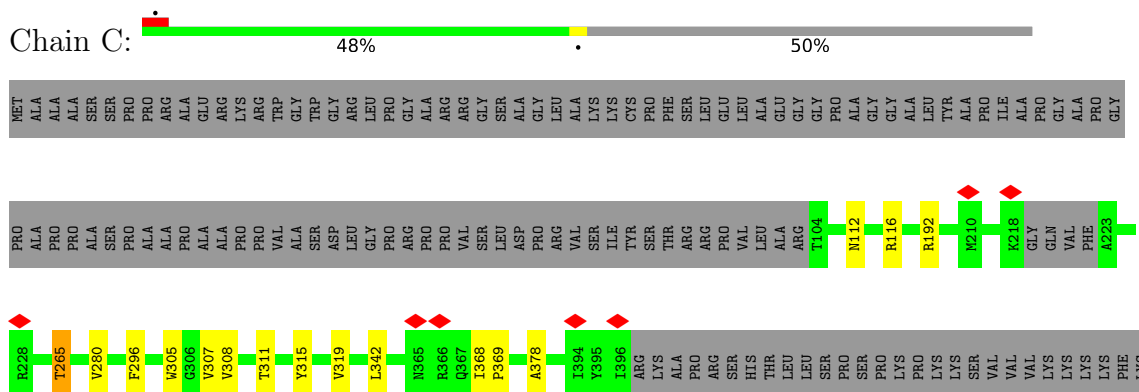 Chain C: 48% 50%
MET ALA ALA ALA SER SER PRO PRO ARG ALA GLU ARG LYS ARG TRP GLY TRP GLY ARG LEU PRO GLY ALA ARG ARG GLY SER ALA GLY LEU ALA LYS LYS CYS PRO PHE SER LEU GLU LEU ALA GLU GLY GLY PRO ALA GLY GLY ALA LEU TYR ALA PRO ILE ALA PRO GLY ALA PRO GLY
PRO ALA PRO PRO ALA SER PRO ALA ALA PRO ALA ALA PRO PRO VAL ALA SER ASP LEU GLY PRO ARG PRO PRO VAL SER LEU ASP PRO ARG VAL SER ILE TYR SER THR ARG ARG PRO VAL LEU ALA ARG T104 N112 R116 R192 M210 K218 GLY GLN VAL PHE A223
R228 T265 V280 F296 W305 G306 V307 V308 T311 Y315 V319 L342 N365 R366 Q367 I368 P369 A378 I394 Y395 I396 ARG LYS ALA PRO ARG SER HIS THR LEU LEU SER PRO SER PRO LYS PRO LYS LYS SER VAL VAL VAL LYS LYS LYS LYS PHE